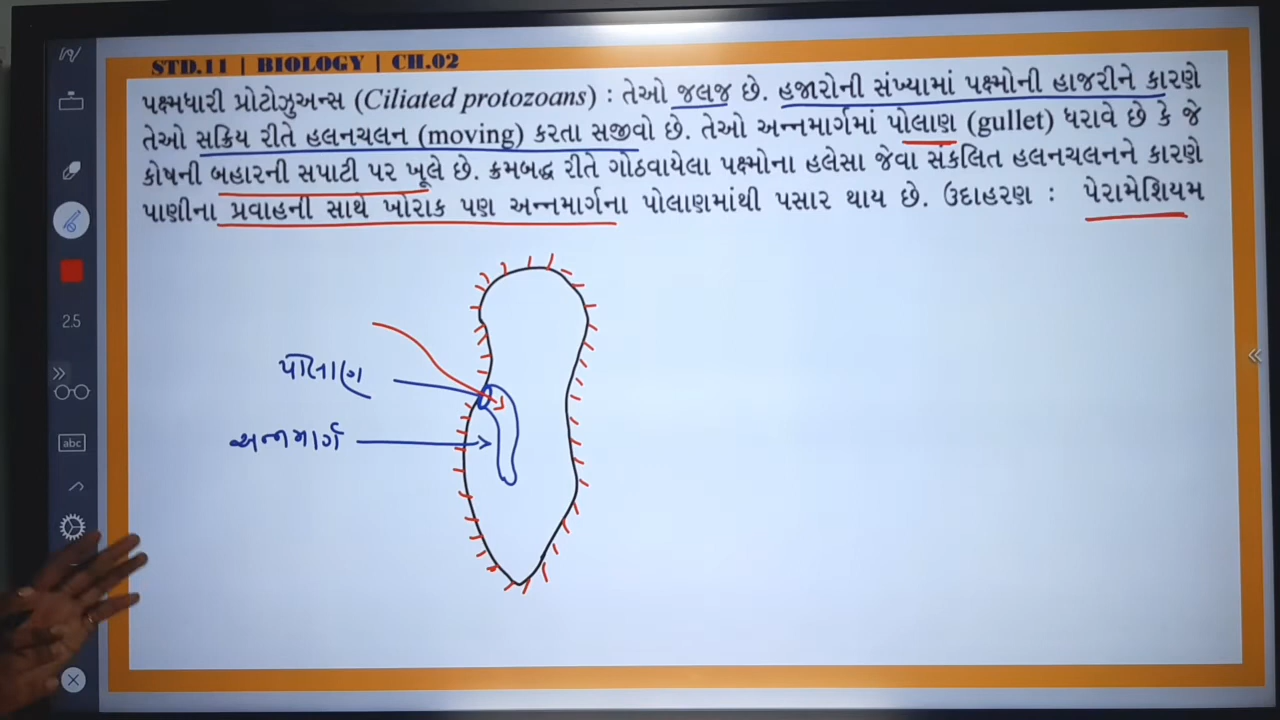 STD.11 | BIOLOGY | CH.02
પક્ષ્મધારી પ્રોટોઝુઅન્સ (Ciliated protozoans) : તેઓ જલજ છે. હજારોની સંખ્યામાં પક્ષ્મોની હાજરીને કારણે
તેઓ સક્રિય રીતે હલનચલન (moving) કરતા સજીવો છે. તેઓ અન્નમાર્ગમાં પોલાણ (gullet) ધરાવે છે કે જે
કોષની બહારની સપાટી પર ખૂલે છે. ક્રમબદ્ધ રીતે ગોઠવાયેલા પક્ષ્મોના હલેસા જેવા સંકલિત હલનચલનને કારણે
પાણીના પ્રવાહની સાથે ખોરાક પણ અન્નમાર્ગના પોલાણમાંથી પસાર થાય છે. ઉદાહરણ : પેરામેશિયમ
2.5
પોલાણ
abc
અન્નમાર્ગ